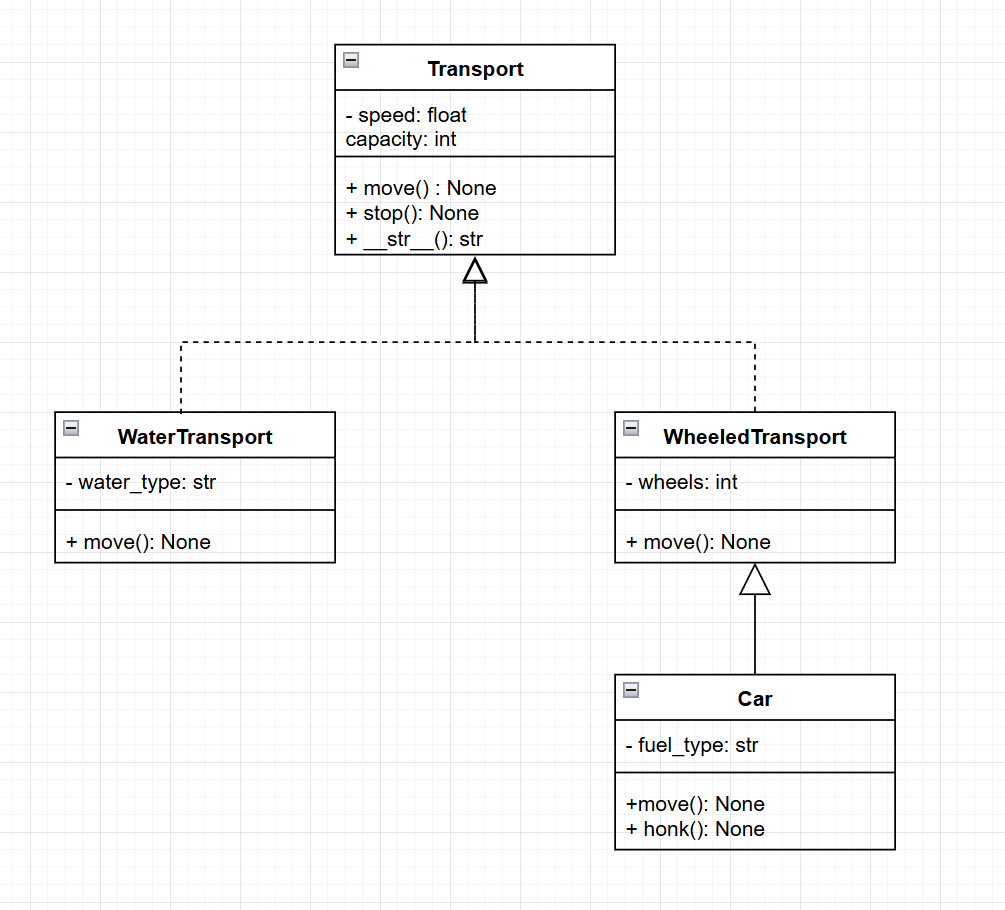 Transport
- speed: float
capacity: int
+ move() : None
+ stop(): None
+ __str__(): str
WaterTransport
- water_type: str
+ move(): None
WheeledTransport
- wheels: int
+ move(): None
Car
- fuel_type: str
+move(): None
+ honk(): None